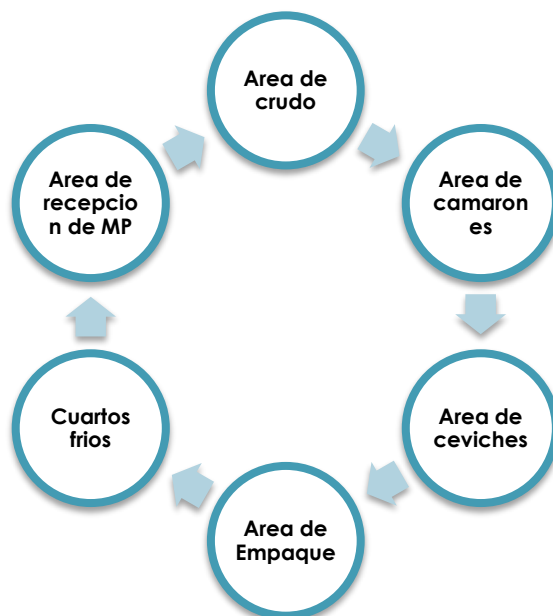 Area de
crudo
Area de
camaron
es
Area de
ceviches
Area de
Empaque
Cuartos
frios
Area de
recepcio
n de MP